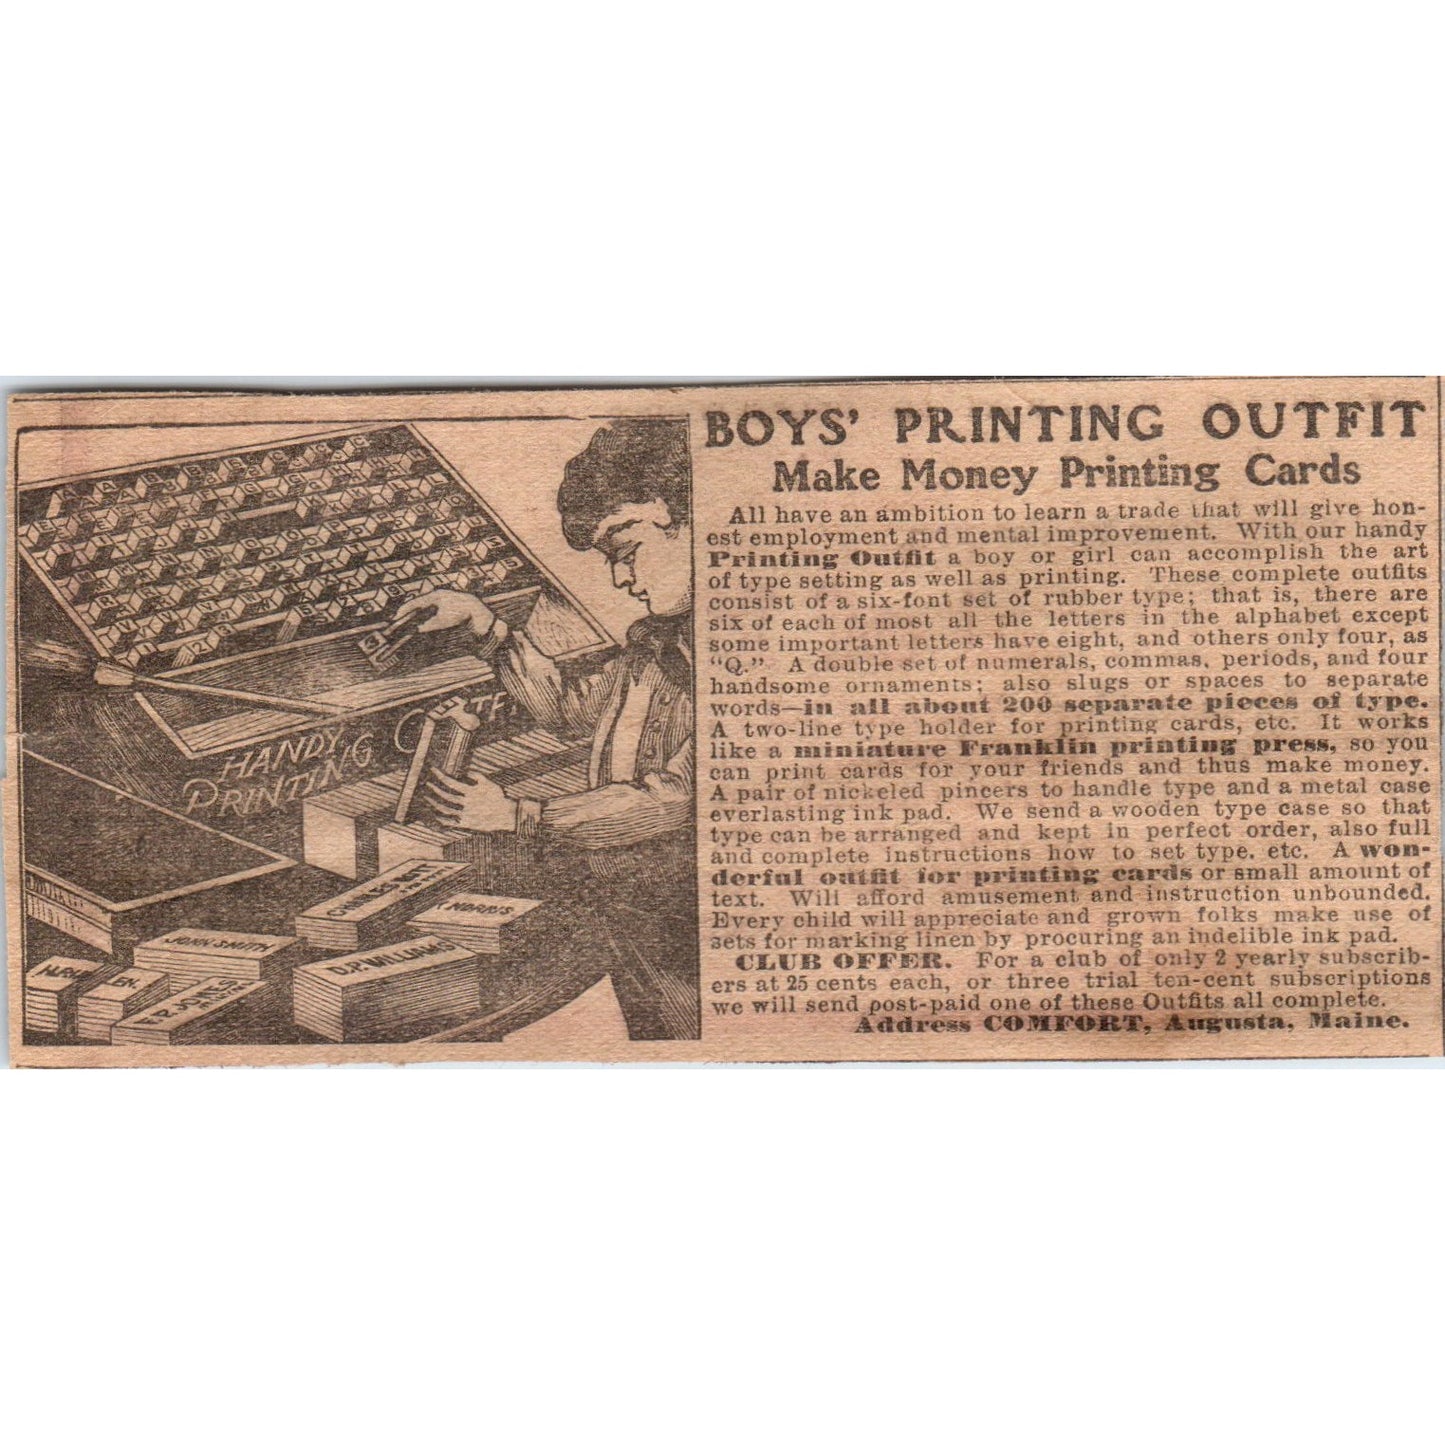 BOYS' PRINTING OUTFIT
Make Money Printing Cards
All have an ambition to learn a trade that will give hon-
est employment and mental improvement. With our handy
Printing Outfit a boy or girl can accomplish the art
of type setting as well as printing. These complete outfits
consist of a six-font set of rubber type; that is, there are
six of each of most all the letters in the alphabet except
some important letters have eight, and others only four, as
“Q.” A double set of numerals, commas, periods, and four
handsome ornaments; also slugs or spaces to separate
words—in all about 200 separate pieces of type.
A two-line type holder for printing cards, etc. It works
like a miniature Franklin printing press, so you
can print cards for your friends and thus make money.
A pair of nickeled pincers to handle type and a metal case
everlasting ink pad. We send a wooden type case so that
type can be arranged and kept in perfect order, also full
and complete instructions how to set type, etc. A won-
derful outfit for printing cards or small amount of
text. Will afford amusement and instruction unbounded.
Every child will appreciate and grown folks make use of
sets for marking linen by procuring an indelible ink pad.
CLUB OFFER. For a club of only 2 yearly subscrib-
ers at 25 cents each, or three trial ten-cent subscriptions
we will send post-paid one of these Outfits all complete.
Address COMFORT, Augusta, Maine.
HANDY
PRINTING
JOHN SMITH
D.P. WILLIAMS
NORRIS
F.P. JONES